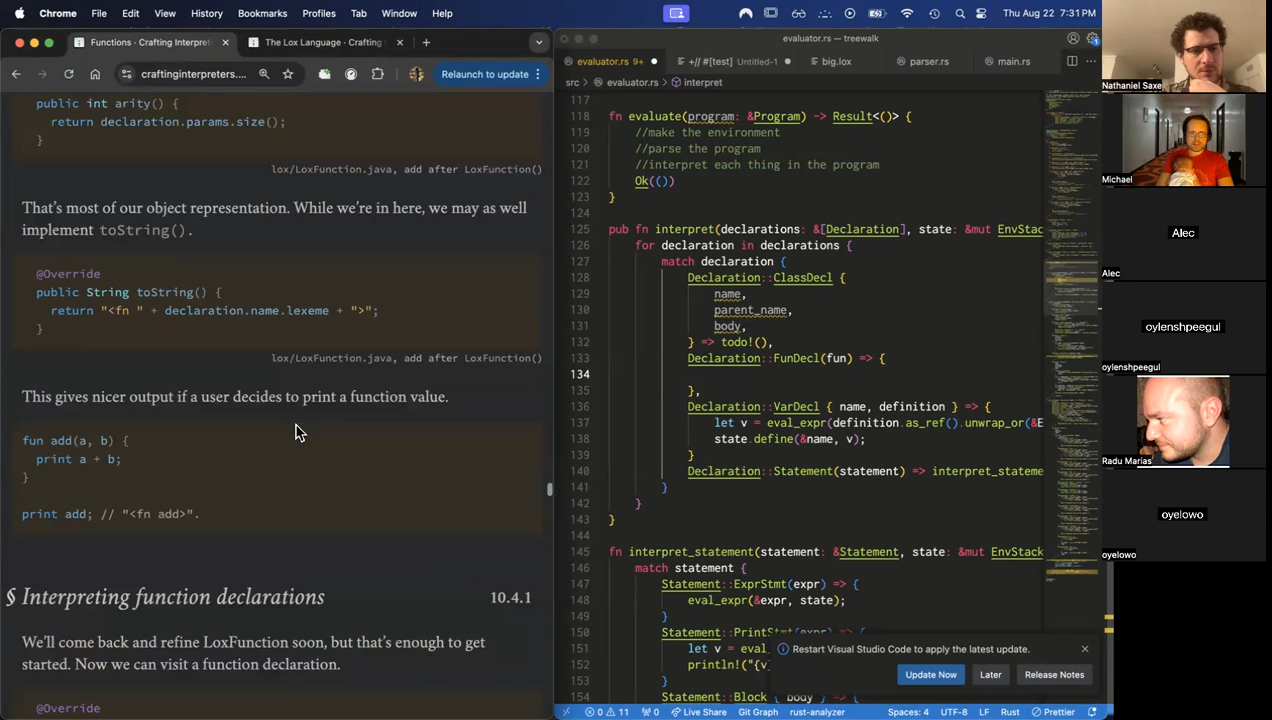 Chrome File Edit View History Bookmarks Profiles Tab Window Help Thu Aug 22 7:31 PM
Functions · Crafting Interpret
The Lox Language · Crafting
craftinginterpreters....
Relaunch to update
public int arity() {
return declaration.params.size();
}
lox/LoxFunction.java, add after LoxFunction()
That's most of our object representation. While we're in here, we may as well
implement toString().
@Override
public String toString() {
return "<fn " + declaration.name.lexeme + ">";
}
lox/LoxFunction.java, add after LoxFunction()
This gives nicer output if a user decides to print a function value.
fun add(a, b) {
print a + b;
}
print add; // "<fn add>".
§ Interpreting function declarations 10.4.1
We'll come back and refine LoxFunction soon, but that's enough to get
started. Now we can visit a function declaration.
@Override
evaluator.rs — treewalk
evaluator.rs 9+
+// #[test] Untitled-1
big.lox
parser.rs
main.rs
src > evaluator.rs > interpret
117
118 fn evaluate(program: &Program) -> Result<()> {
119 //make the environment
120 //parse the program
121 //interpret each thing in the program
122 Ok(())
123 }
124
125 pub fn interpret(declarations: &[Declaration], state: &mut EnvStack
126 for declaration in declarations {
127 match declaration {
128 Declaration::ClassDecl {
129 name,
130 parent_name,
131 body,
132 } => todo!(),
133 Declaration::FunDecl(fun) => {
134
135 },
136 Declaration::VarDecl { name, definition } => {
137 let v = eval_expr(definition.as_ref().unwrap_or(&E
138 state.define(&name, v);
139 }
140 Declaration::Statement(statement) => interpret_stateme
141 }
142 }
143 }
144
145 fn interpret_statement(statement: &Statement, state: &mut EnvStack
146 match statement {
147 Statement::ExprStmt(expr) => {
148 eval_expr(&expr, state);
149 }
150 Statement::PrintStmt(expr) => {
151 let v = eval_
152 println!("{v
153 }
154 Statement::Block { body } => {
Restart Visual Studio Code to apply the latest update.
Update Now
Later
Release Notes
0 11 0 Live Share Git Graph rust-analyzer Spaces: 4 UTF-8 LF Rust Prettier
Nathaniel Saxe
Michael
Alec
Alec
oylenshpeegul
oylenshpeegul
Radu Marias
oyelowo
oyelowo